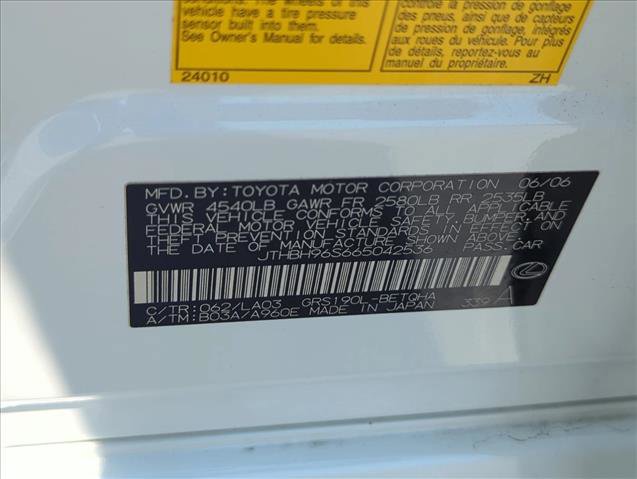 vehicle have a tire pressure
sensor built into them.
See Owner's Manual for details.
24010
contrôle la pression de gonflage
des pneus, ainsi que de capteurs
de pression de gonflage, intégrés
aux roues du véhicule. Pour de
plus amples détails, reportez-vous
au manuel du propriétaire.
ZH
MFD. BY: TOYOTA MOTOR CORPORATION 06/06
GVWR 4540LB GAWR FR 2580LB RR 2535LB
THIS VEHICLE CONFORMS TO ALL APPLICABLE
FEDERAL MOTOR VEHICLE SAFETY, BUMPER, AND
THEFT PREVENTION STANDARDS IN EFFECT ON
THE DATE OF MANUFACTURE SHOWN ABOVE.
JTHBH96S665042536 PASS. CAR
C/TR: 062/LA03 GRS190L-BETQHA 339 A
A/TM: B03A/A960E MADE IN JAPAN